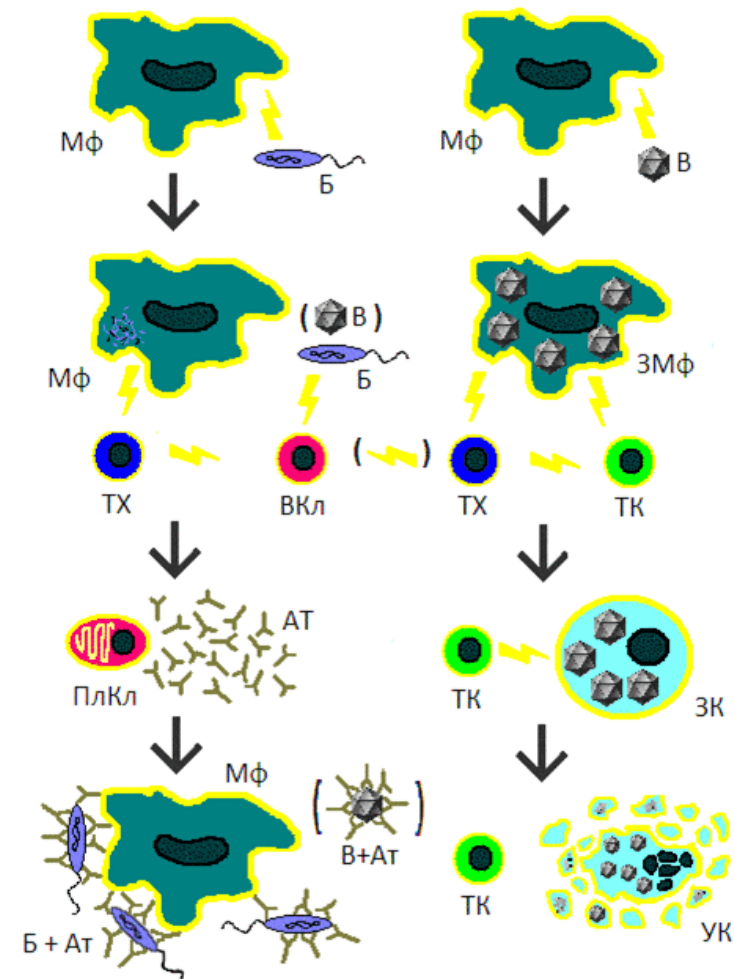 Мф
Б
Мф
В
Мф
( В )
Б
ЗМф
ТХ
ВКл
( )
ТХ
ТК
ПлКл
АТ
ТК
ЗК
Мф
Б + Ат
( В+Ат )
ТК
УК